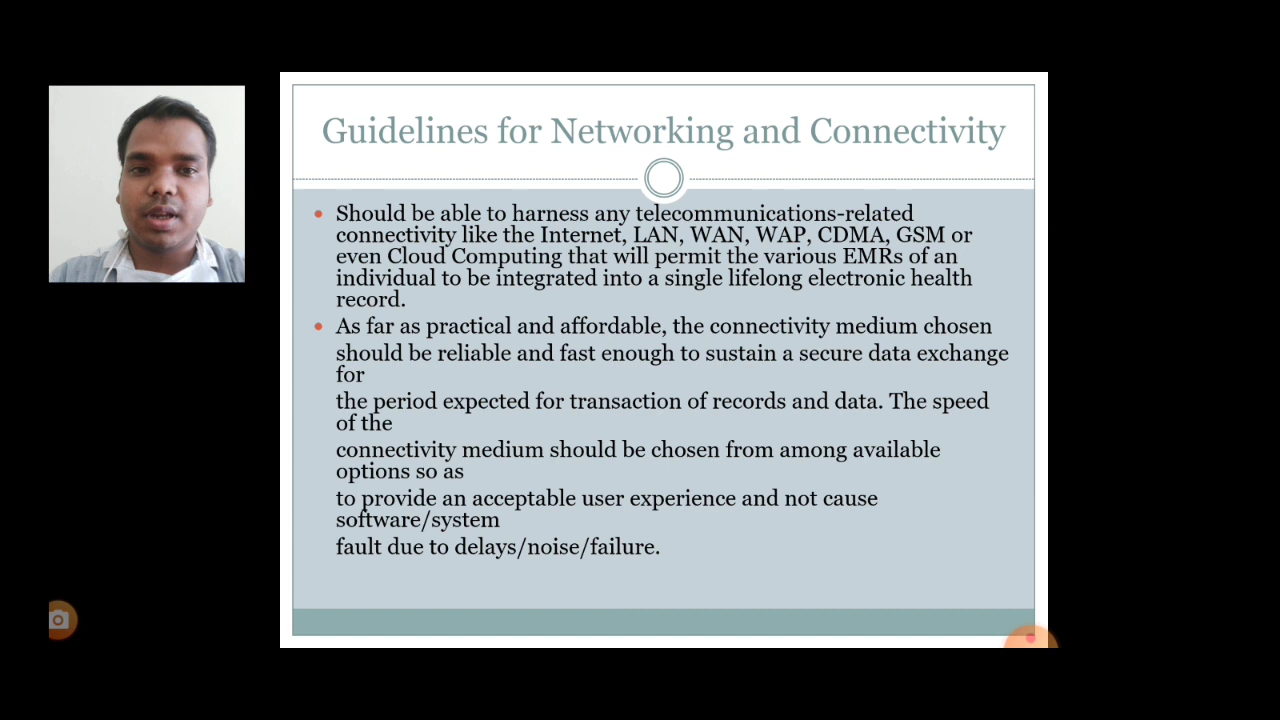 Guidelines for Networking and Connectivity
Should be able to harness any telecommunications-related
connectivity like the Internet, LAN, WAN, WAP, CDMA, GSM or
even Cloud Computing that will permit the various EMRs of an
individual to be integrated into a single lifelong electronic health
record.
As far as practical and affordable, the connectivity medium chosen
should be reliable and fast enough to sustain a secure data exchange
for
the period expected for transaction of records and data. The speed
of the
connectivity medium should be chosen from among available
options so as
to provide an acceptable user experience and not cause
software/system
fault due to delays/noise/failure.